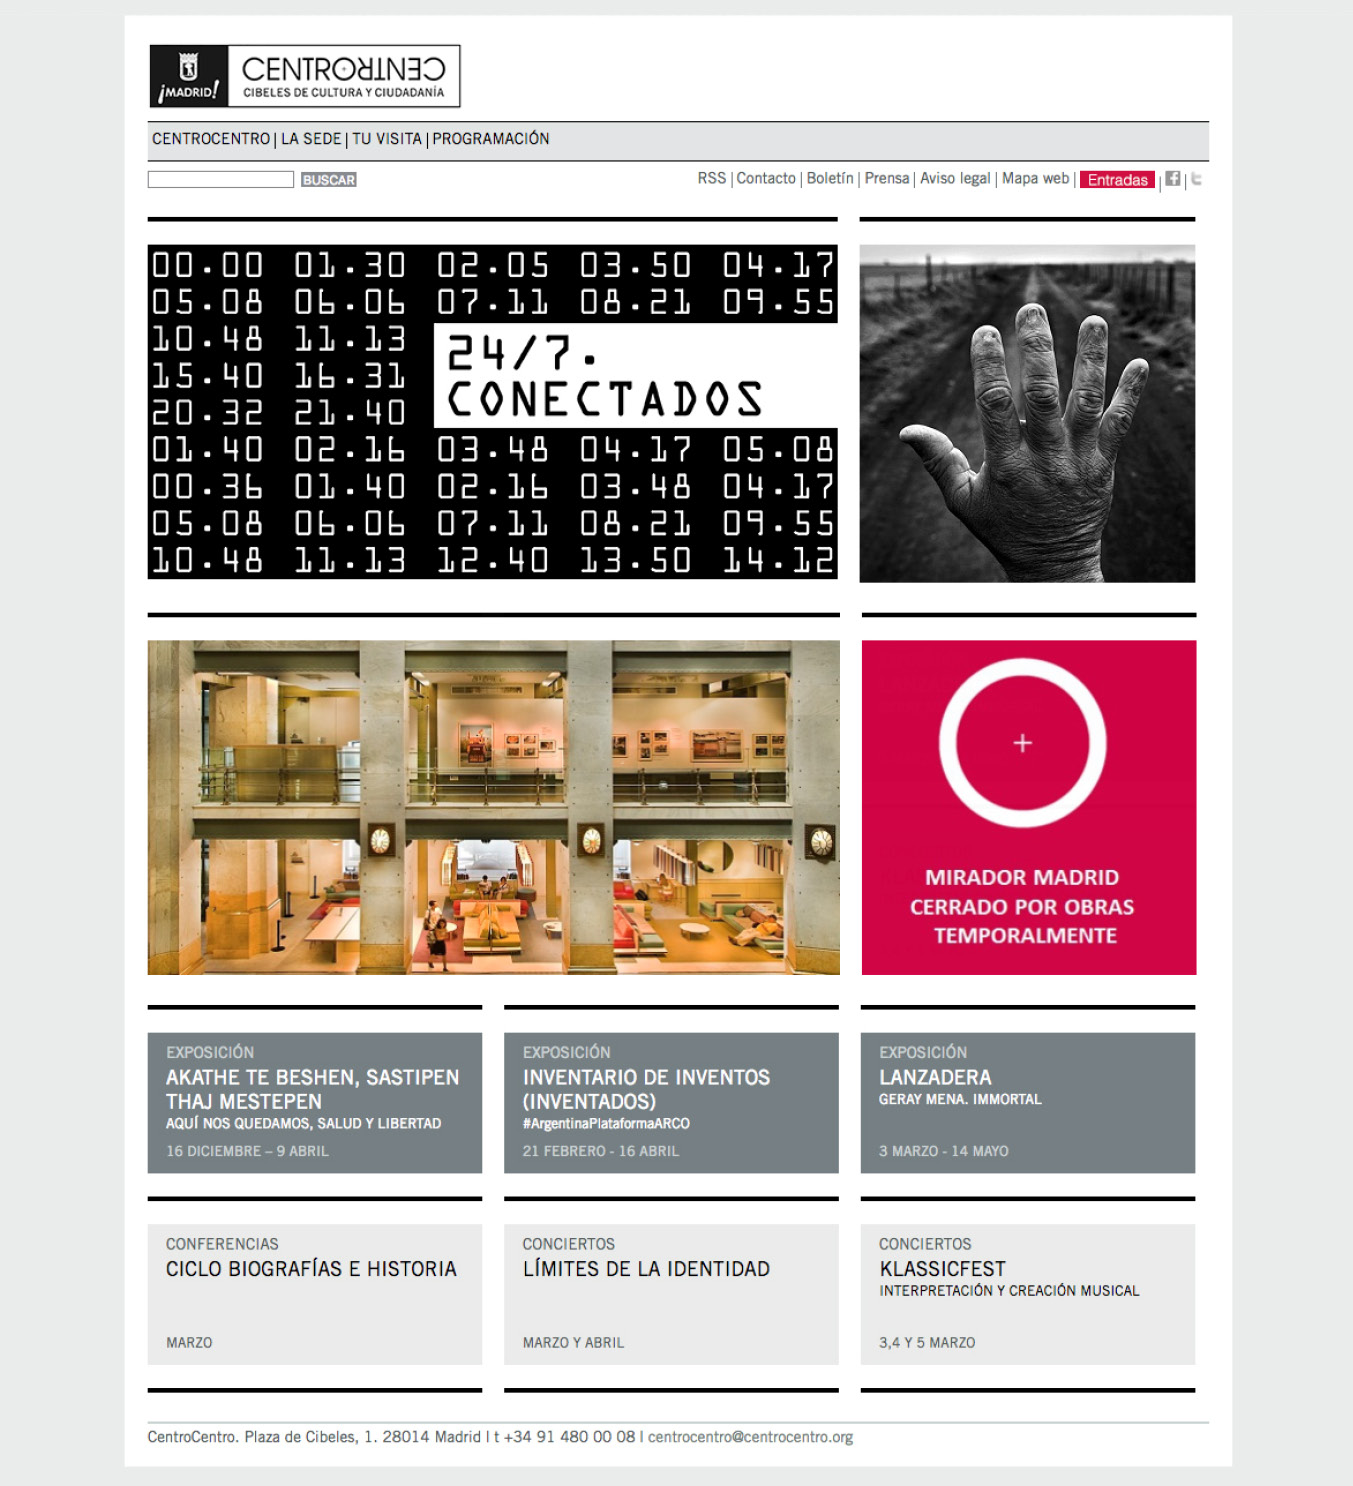 ¡MADRID!
CENTROCENTRO
CIBELES DE CULTURA Y CIUDADANÍA
CENTROCENTRO | LA SEDE | TU VISITA | PROGRAMACIÓN
BUSCAR
RSS | Contacto | Boletín | Prensa | Aviso legal | Mapa web | Entradas | f | t
00.00 01.30 02.05 03.50 04.17
05.08 06.06 07.11 08.21 09.55
10.48 11.13
24/7.
15.40 16.31
CONECTADOS
20.32 21.40
01.40 02.16 03.48 04.17 05.08
00.36 01.40 02.16 03.48 04.17
05.08 06.06 07.11 08.21 09.55
10.48 11.13 12.40 13.50 14.12
MIRADOR MADRID
CERRADO POR OBRAS
TEMPORALMENTE
EXPOSICIÓN
AKATHE TE BESHEN, SASTIPEN
THAJ MESTEPEN
AQUÍ NOS QUEDAMOS, SALUD Y LIBERTAD
16 DICIEMBRE – 9 ABRIL
EXPOSICIÓN
INVENTARIO DE INVENTOS
(INVENTADOS)
#ArgentinaPlataformaARCO
21 FEBRERO - 16 ABRIL
EXPOSICIÓN
LANZADERA
GERAY MENA. IMMORTAL
3 MARZO - 14 MAYO
CONFERENCIAS
CICLO BIOGRAFÍAS E HISTORIA
MARZO
CONCIERTOS
LÍMITES DE LA IDENTIDAD
MARZO Y ABRIL
CONCIERTOS
KLASSICFEST
INTERPRETACIÓN Y CREACIÓN MUSICAL
3,4 Y 5 MARZO
CentroCentro. Plaza de Cibeles, 1. 28014 Madrid I t +34 91 480 00 08 I centrocentro@centrocentro.org